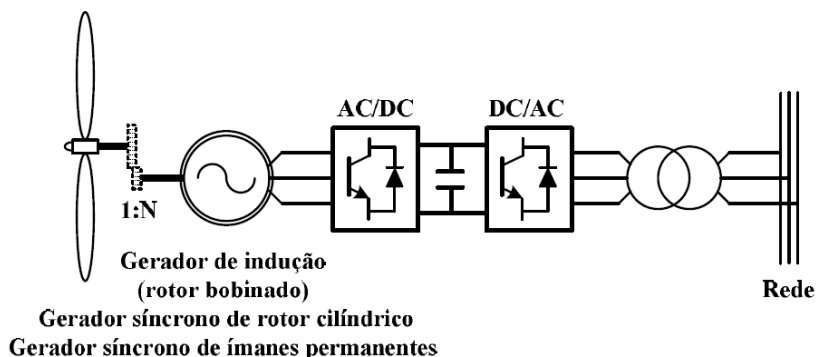 AC/DC
DC/AC
1:N
Gerador de indução
(rotor bobinado)
Gerador síncrono de rotor cilíndrico
Gerador síncrono de ímanes permanentes
Rede